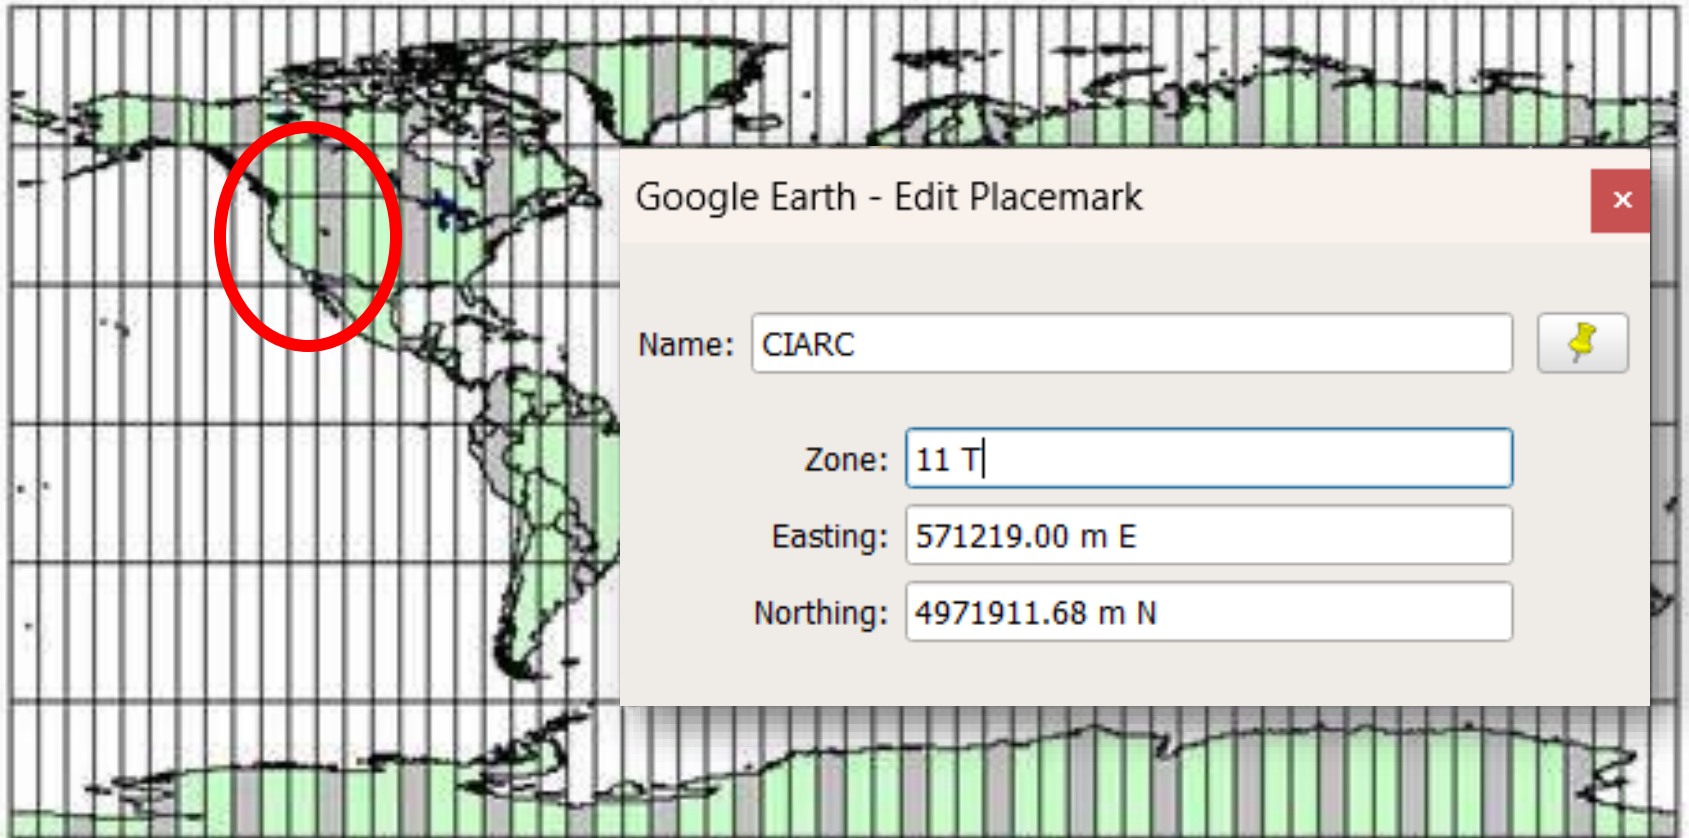 Google Earth - Edit Placemark
x
Name: CIARC
Zone: 11 T
Easting: 571219.00 m E
Northing: 4971911.68 m N